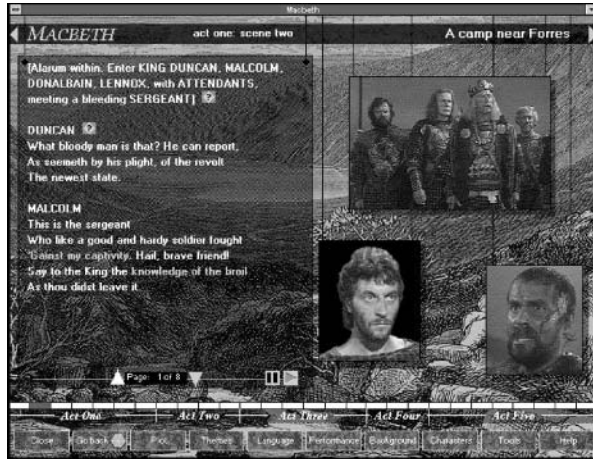 Macbeth
MACBETH act one: scene two A camp near Forres
[Alarum within. Enter KING DUNCAN, MALCOLM,
DONALBAIN, LENNOX, with ATTENDANTS,
meeting a bleeding SERGEANT] ?
DUNCAN ?
What bloody man is that? He can report,
As seemeth by his plight, of the revolt
The newest state.
MALCOLM
This is the sergeant
Who like a good and hardy soldier fought
'Gainst my captivity. Hail, brave friend!
Say to the King the knowledge of the broil
As thou didst leave it.
Page: 1 of 8
Act One Act Two Act Three Act Four Act Five
Close Go back Plot Themes Language Performance Background Characters Tools Help